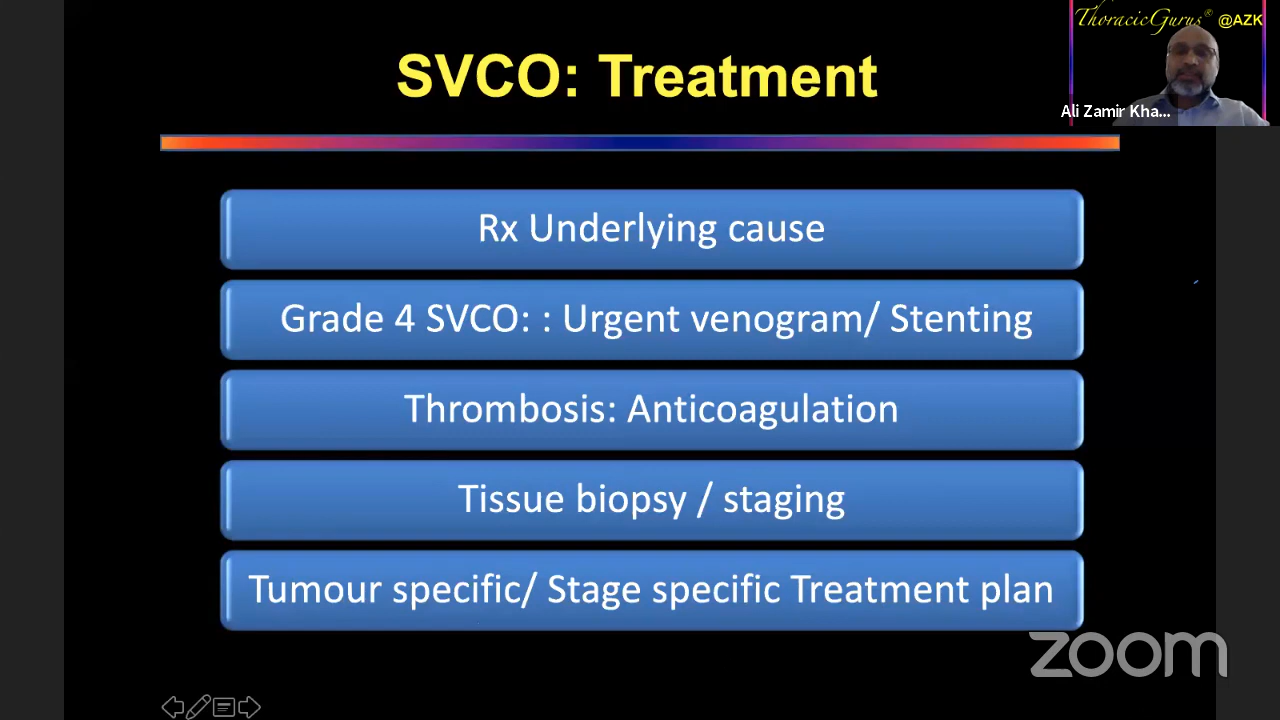 ThoracicGurus® @AZK
SVCO: Treatment
Ali Zamir Kha...
Rx Underlying cause
Grade 4 SVCO: : Urgent venogram/ Stenting
Thrombosis: Anticoagulation
Tissue biopsy / staging
Tumour specific/ Stage specific Treatment plan
zoom